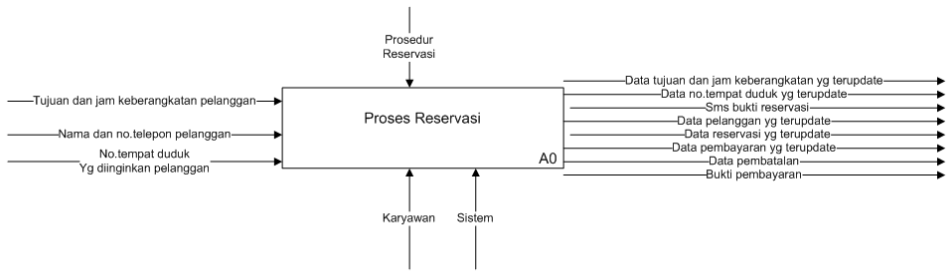 Prosedur
Reservasi
Tujuan dan jam keberangkatan pelanggan
Nama dan no.telepon pelanggan
No.tempat duduk
Yg diinginkan pelanggan
Proses Reservasi
A0
Data tujuan dan jam keberangkatan yg terupdate
Data no.tempat duduk yg terupdate
Sms bukti reservasi
Data pelanggan yg terupdate
Data reservasi yg terupdate
Data pembayaran yg terupdate
Data pembatalan
Bukti pembayaran
Karyawan
Sistem